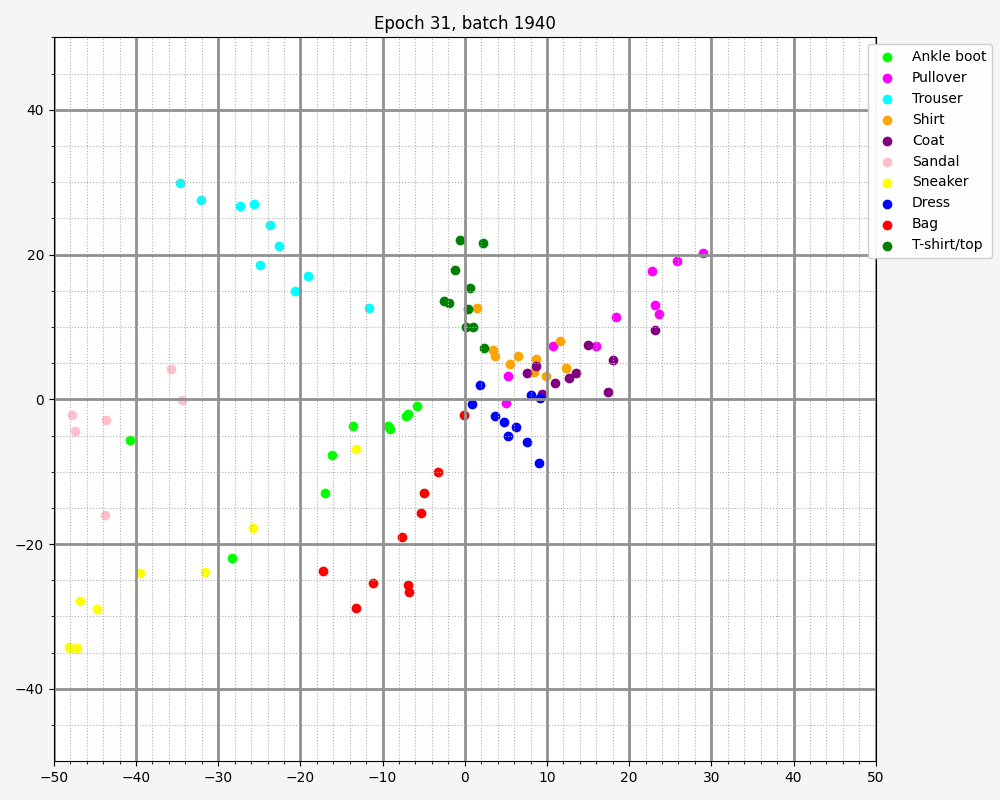 Epoch 31, batch 1940
Ankle boot
Pullover
Trouser
Shirt
Coat
Sandal
Sneaker
Dress
Bag
T-shirt/top
40
20
0
−20
−40
−50 −40 −30 −20 −10 0 10 20 30 40 50